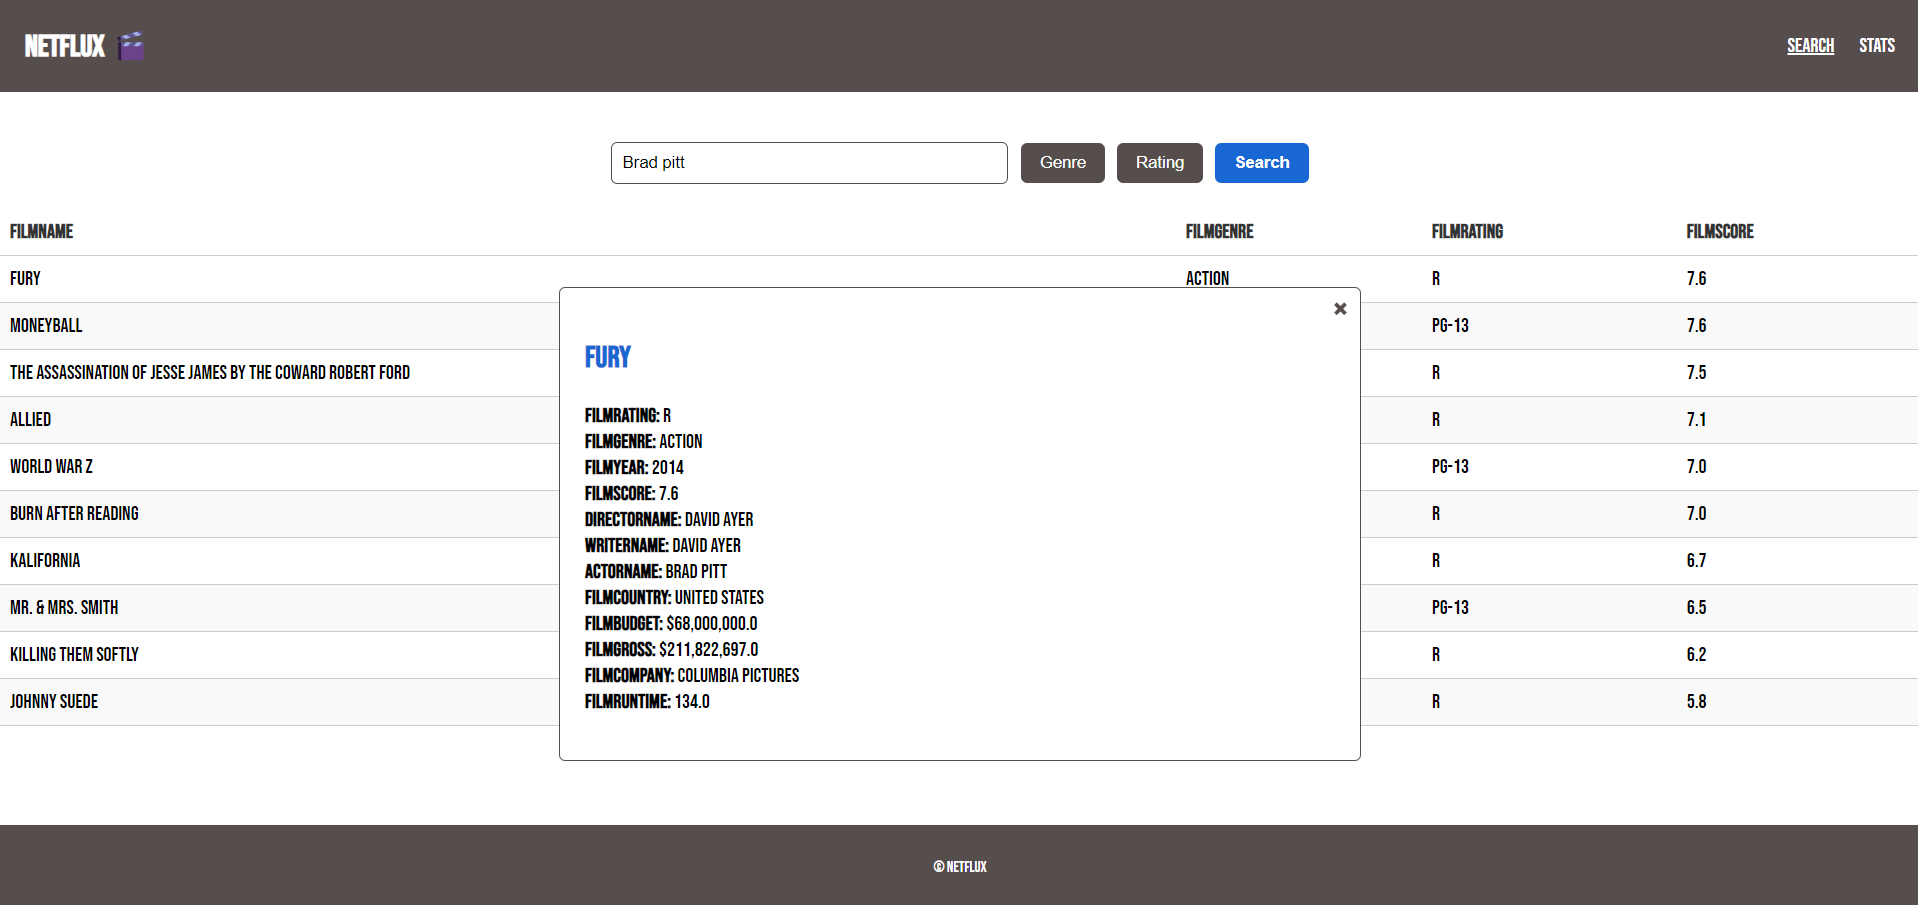 NETFLUX
SEARCH STATS
Brad pitt Genre Rating Search
FILMNAME FILMGENRE FILMRATING FILMSCORE
FURY ACTION R 7.6
MONEYBALL PG-13 7.6
THE ASSASSINATION OF JESSE JAMES BY THE COWARD ROBERT FORD R 7.5
ALLIED R 7.1
WORLD WAR Z PG-13 7.0
BURN AFTER READING R 7.0
KALIFORNIA R 6.7
MR. & MRS. SMITH PG-13 6.5
KILLING THEM SOFTLY R 6.2
JOHNNY SUEDE R 5.8
✖
FURY
FILMRATING: R
FILMGENRE: ACTION
FILMYEAR: 2014
FILMSCORE: 7.6
DIRECTORNAME: DAVID AYER
WRITERNAME: DAVID AYER
ACTORNAME: BRAD PITT
FILMCOUNTRY: UNITED STATES
FILMBUDGET: $68,000,000.0
FILMGROSS: $211,822,697.0
FILMCOMPANY: COLUMBIA PICTURES
FILMRUNTIME: 134.0
© NETFLUX